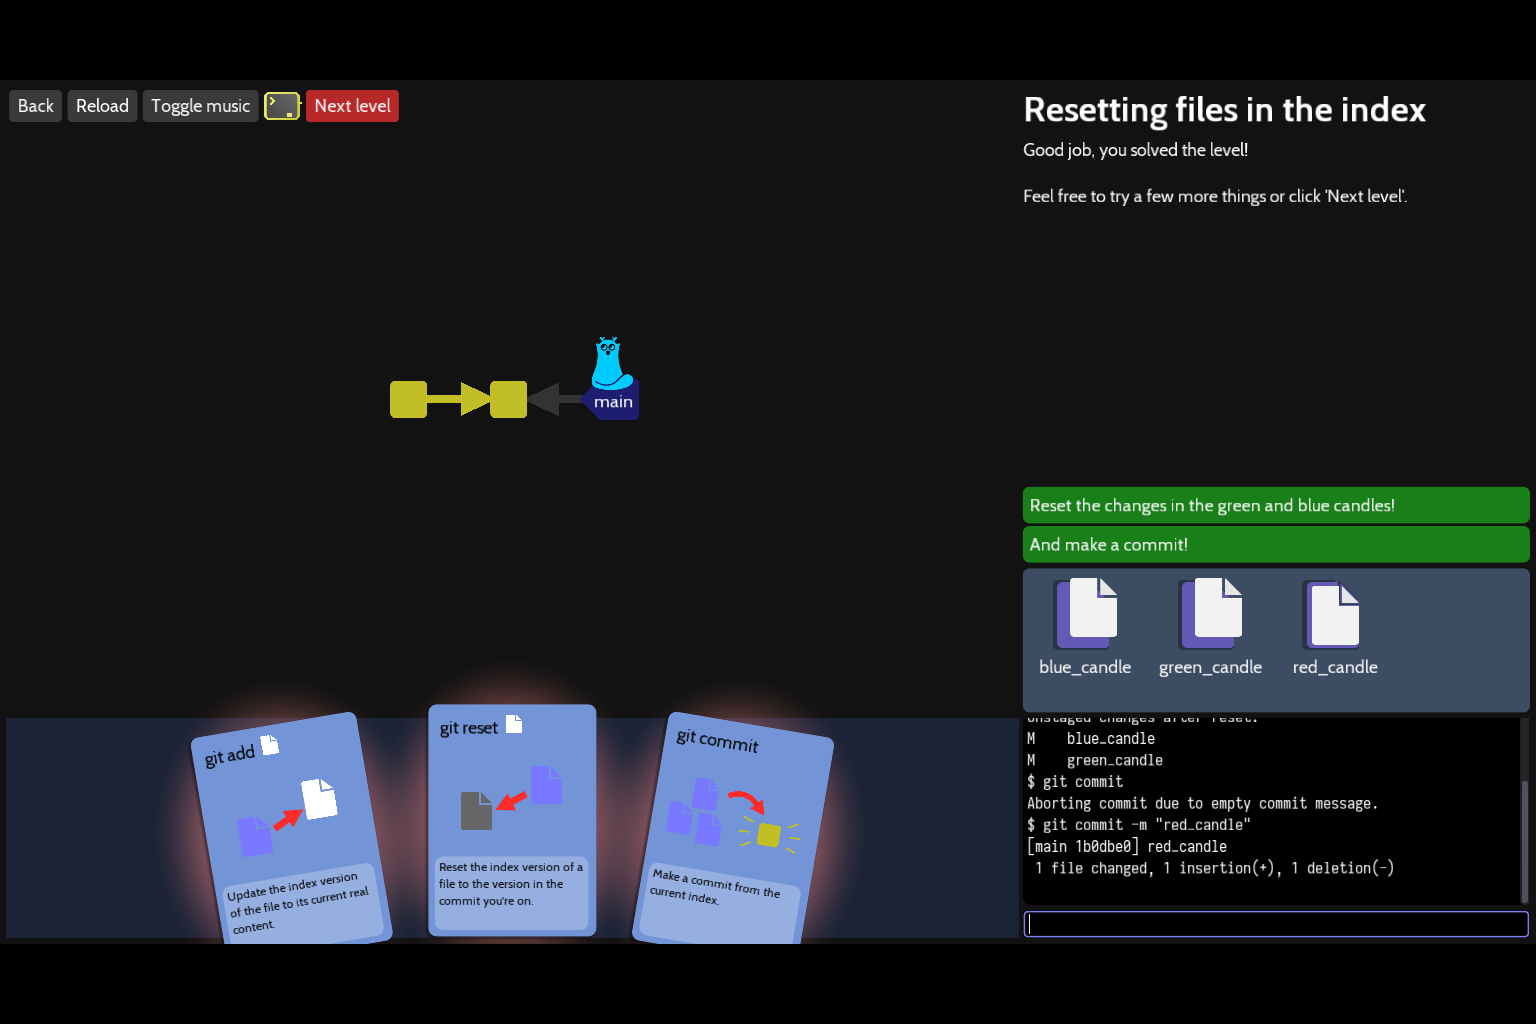 Back
Reload
Toggle music
Next level
Resetting files in the index
Good job, you solved the level!
Feel free to try a few more things or click 'Next level'.
main
Reset the changes in the green and blue candles!
And make a commit!
blue_candle
green_candle
red_candle
git add
Update the index version
of the file to its current real
content.
git reset
Reset the index version of a
file to the version in the
commit you're on.
git commit
Make a commit from the
current index.
Unstaged changes after reset:
M    blue_candle
M    green_candle
$ git commit
Aborting commit due to empty commit message.
$ git commit -m "red_candle"
[main 1b0dbe0] red_candle
 1 file changed, 1 insertion(+), 1 deletion(-)